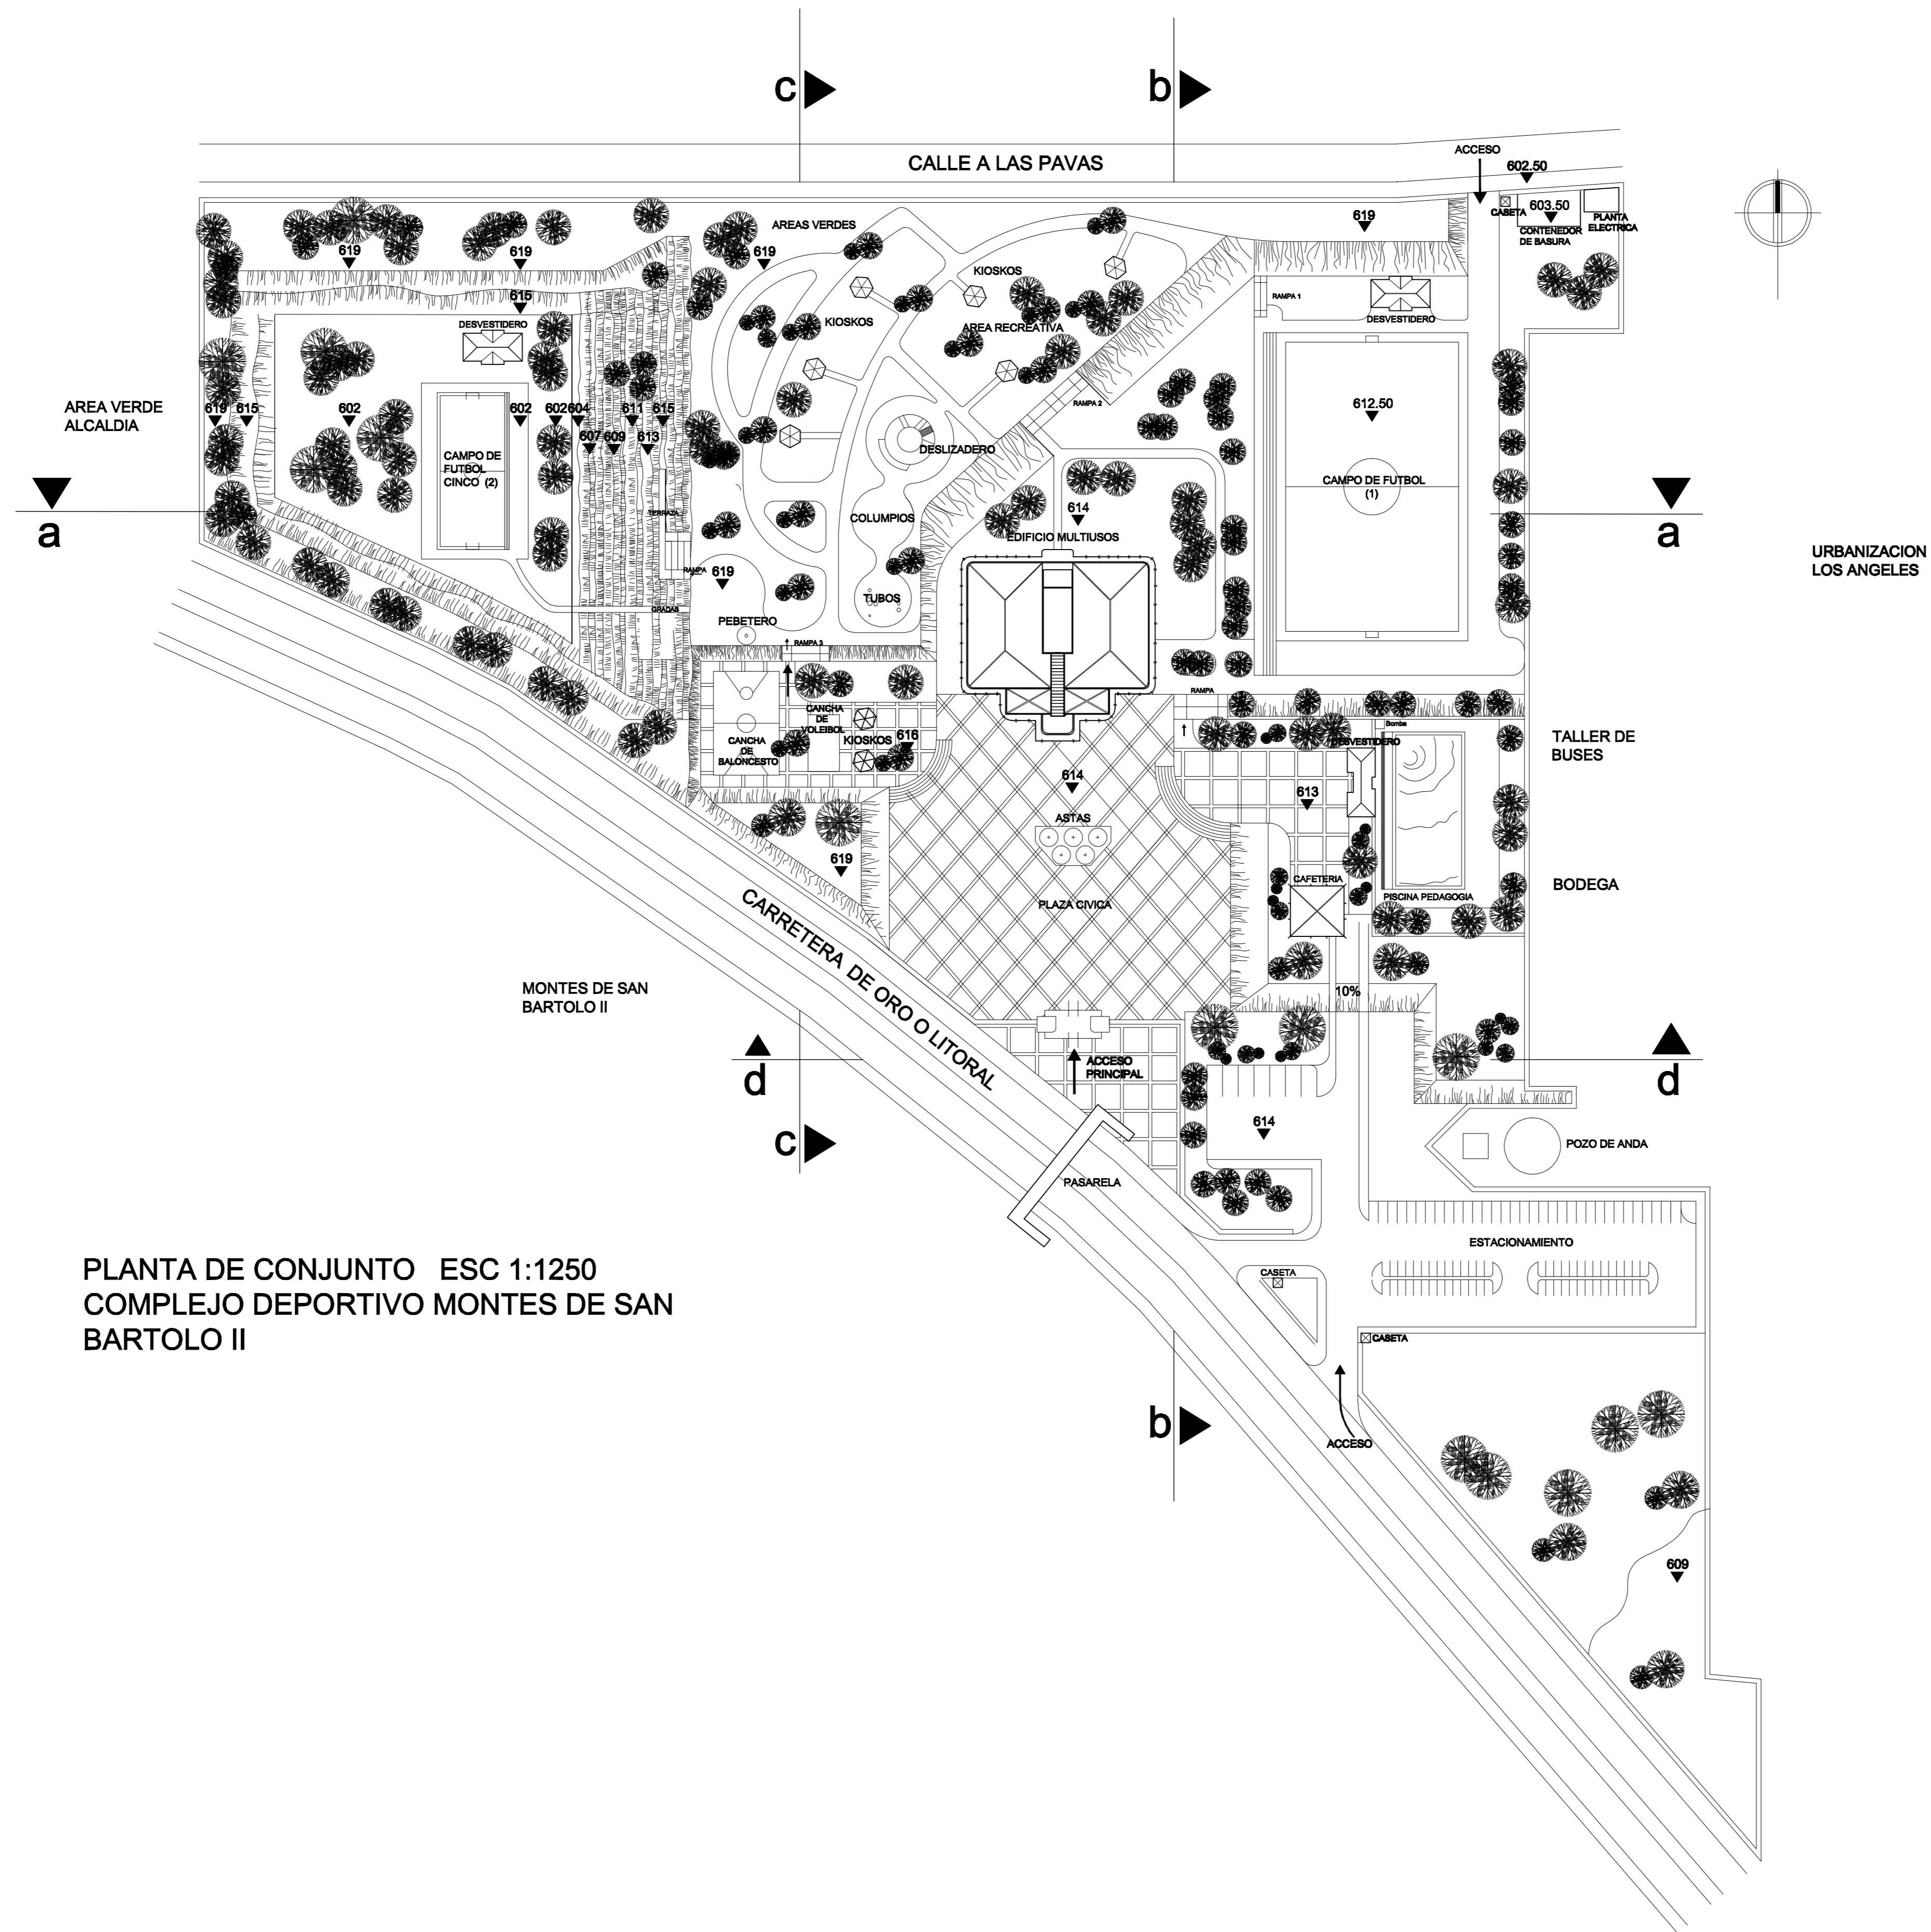 c
b
CALLE A LAS PAVAS
ACCESO
602.50
CASETA
603.50
PLANTA
ELECTRICA
CONTENEDOR
DE BASURA
AREAS VERDES
619
619
619
619
615
KIOSKOS
KIOSKOS
AREA RECREATIVA
RAMPA 1
DESVESTIDERO
DESVESTIDERO
AREA VERDE
ALCALDIA
619
615
602
602
602
604
611
615
607
609
613
RAMPA 2
612.50
CAMPO DE
FUTBOL
CINCO (2)
DESLIZADERO
CAMPO DE FUTBOL
(1)
a
a
TERRAZA
COLUMPIOS
614
EDIFICIO MULTIUSOS
URBANIZACION
LOS ANGELES
RAMPA
619
TUBOS
GRADAS
PEBETERO
RAMPA 3
RAMPA
CANCHA
DE
VOLEIBOL
KIOSKOS
616
CANCHA
DE
BALONCESTO
Bomba
DESVESTIDERO
TALLER DE
BUSES
614
613
ASTAS
619
CAFETERIA
BODEGA
PISCINA PEDAGOGIA
PLAZA CIVICA
CARRETERA DE ORO O LITORAL
MONTES DE SAN
BARTOLO II
10%
ACCESO
PRINCIPAL
d
d
c
614
POZO DE ANDA
PASARELA
ESTACIONAMIENTO
CASETA
CASETA
PLANTA DE CONJUNTO ESC 1:1250
COMPLEJO DEPORTIVO MONTES DE SAN
BARTOLO II
b
ACCESO
609